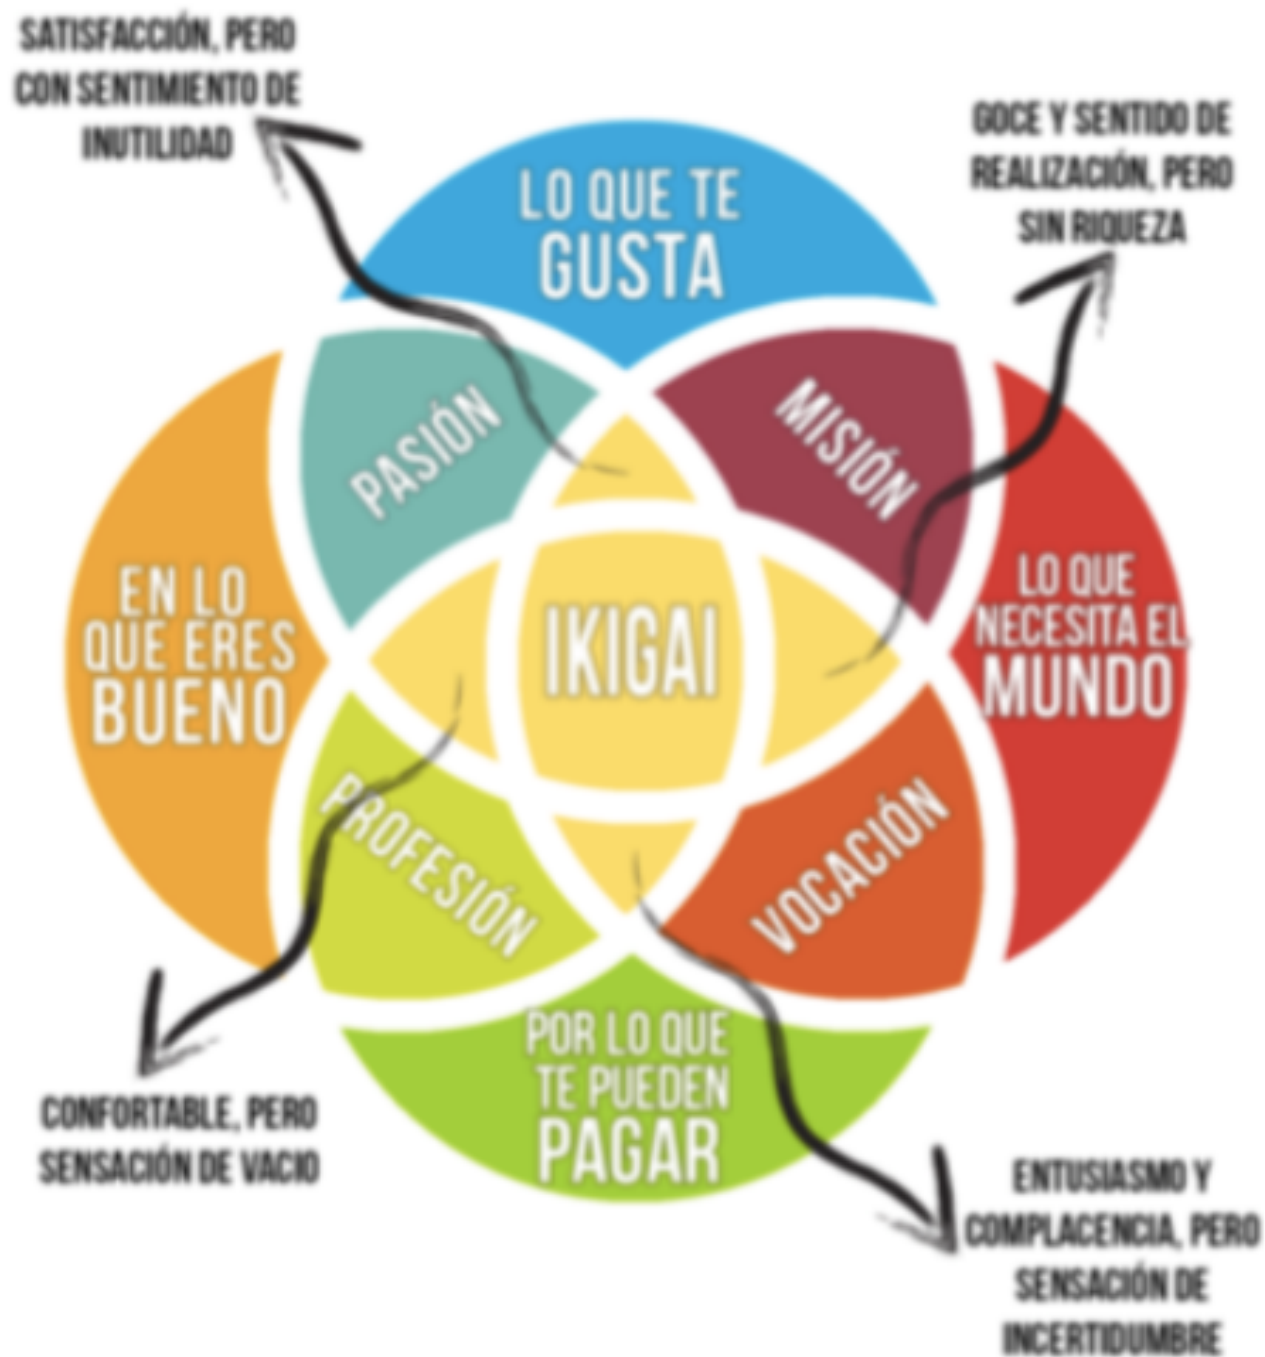 SATISFACCIÓN, PERO
CON SENTIMIENTO DE
INUTILIDAD
GOCE Y SENTIDO DE
REALIZACIÓN, PERO
SIN RIQUEZA
LO QUE TE
GUSTA
PASIÓN
MISIÓN
EN LO
QUE ERES
BUENO
IKIGAI
LO QUE
NECESITA EL
MUNDO
PROFESIÓN
VOCACIÓN
POR LO QUE
TE PUEDEN
PAGAR
CONFORTABLE, PERO
SENSACIÓN DE VACIO
ENTUSIASMO Y
COMPLACENCIA, PERO
SENSACIÓN DE
INCERTIDUMBRE